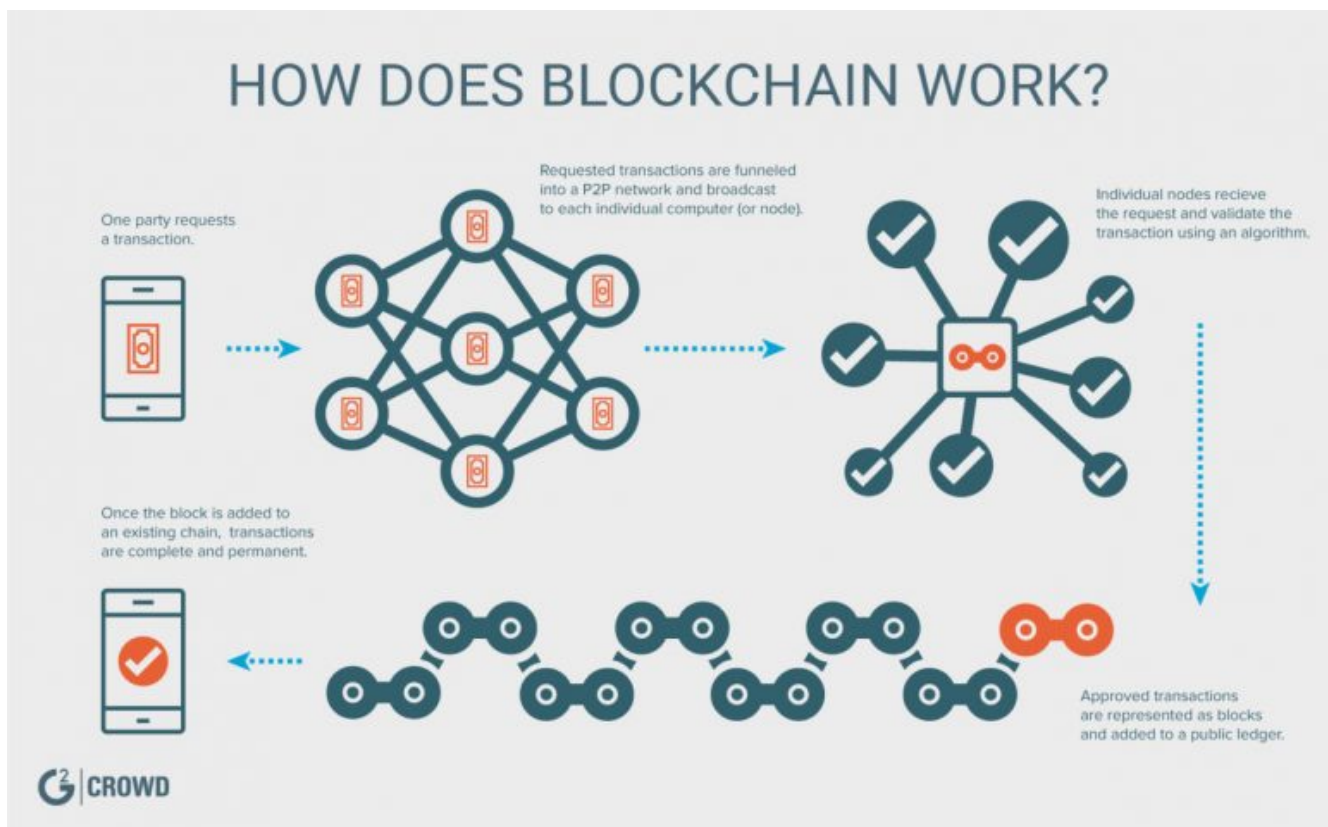 HOW DOES BLOCKCHAIN WORK?
One party requests
a transaction.
Requested transactions are funneled
into a P2P network and broadcast
to each individual computer (or node).
Individual nodes recieve
the request and validate the
transaction using an algorithm.
Approved transactions
are represented as blocks
and added to a public ledger.
Once the block is added to
an existing chain, transactions
are complete and permanent.
G2 | CROWD